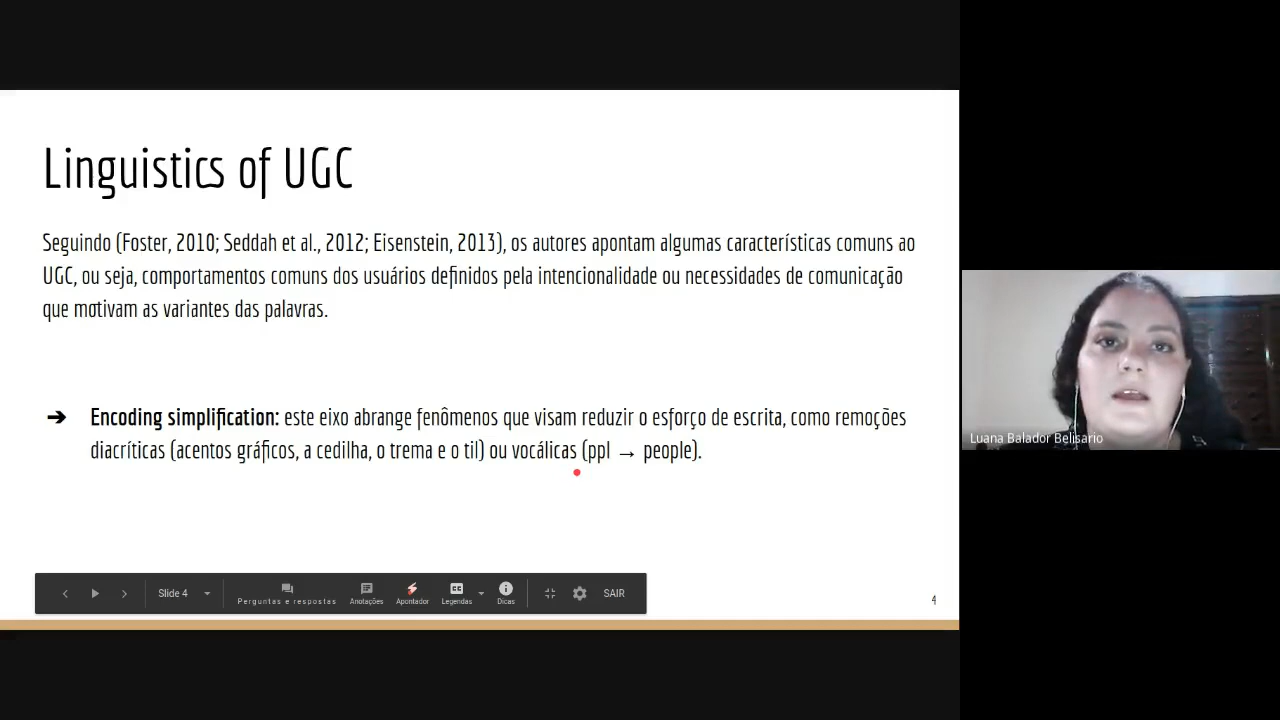 Linguistics of UGC
Seguindo (Foster, 2010; Seddah et al., 2012; Eisenstein, 2013), os autores apontam algumas características comuns ao
UGC, ou seja, comportamentos comuns dos usuários definidos pela intencionalidade ou necessidades de comunicação
que motivam as variantes das palavras.
➔ Encoding simplification: este eixo abrange fenômenos que visam reduzir o esforço de escrita, como remoções
diacríticas (acentos gráficos, a cedilha, o trema e o til) ou vocálicas (ppl → people).
Luana Balador Belisario
Slide 4
Perguntas e respostas
Anotações
Apontador
CC
Legendas
Dicas
SAIR
4